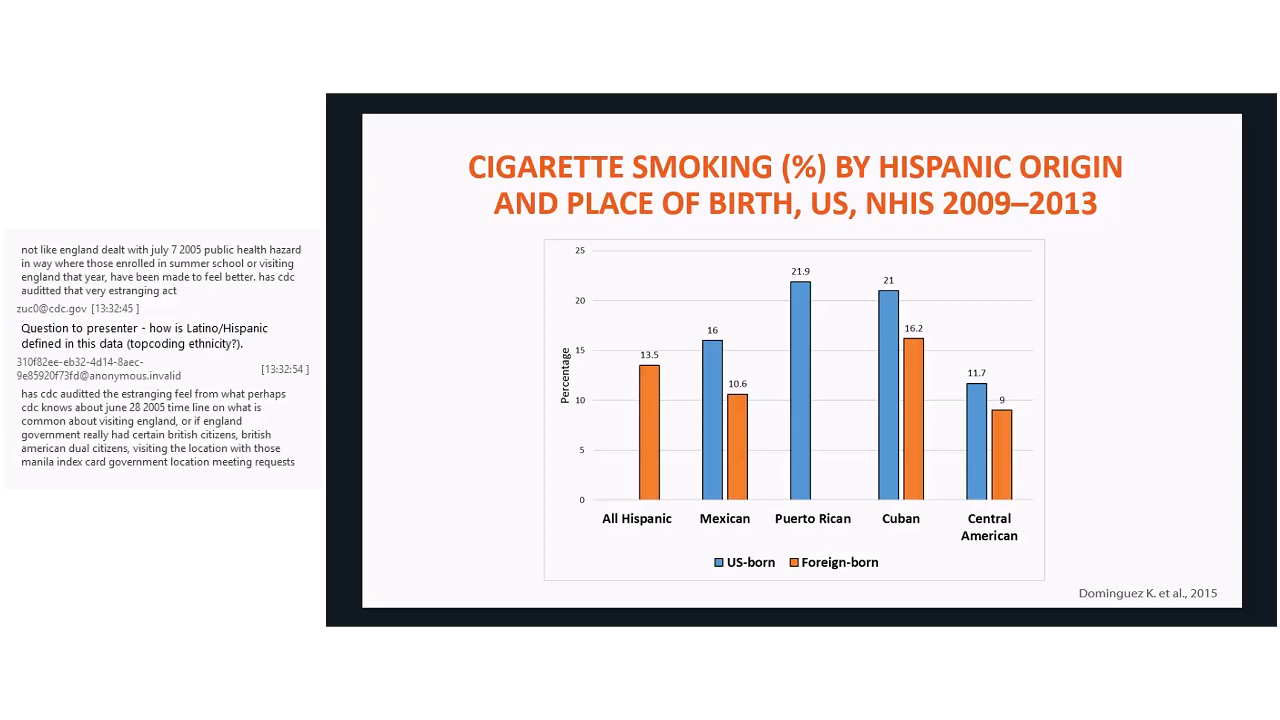 not like england dealt with july 7 2005 public health hazard
in way where those enrolled in summer school or visiting
england that year, have been made to feel better. has cdc
auditted that very estranging act
zuc0@cdc.gov [13:32:45 ]
Question to presenter - how is Latino/Hispanic
defined in this data (topcoding ethnicity?).
310f82ee-eb32-4d14-8aec-
9e85920f73fd@anonymous.invalid [13:32:54 ]
has cdc auditted the estranging feel from what perhaps
cdc knows about june 28 2005 time line on what is
common about visiting england, or if england
government really had certain british citizens, british
american dual citizens, visiting the location with those
manila index card government location meeting requests
CIGARETTE SMOKING (%) BY HISPANIC ORIGIN
AND PLACE OF BIRTH, US, NHIS 2009–2013
Percentage
25
20
15
10
5
0
13.5
16
10.6
21.9
21
16.2
11.7
9
All Hispanic
Mexican
Puerto Rican
Cuban
Central
American
US-born
Foreign-born
Dominguez K. et al., 2015